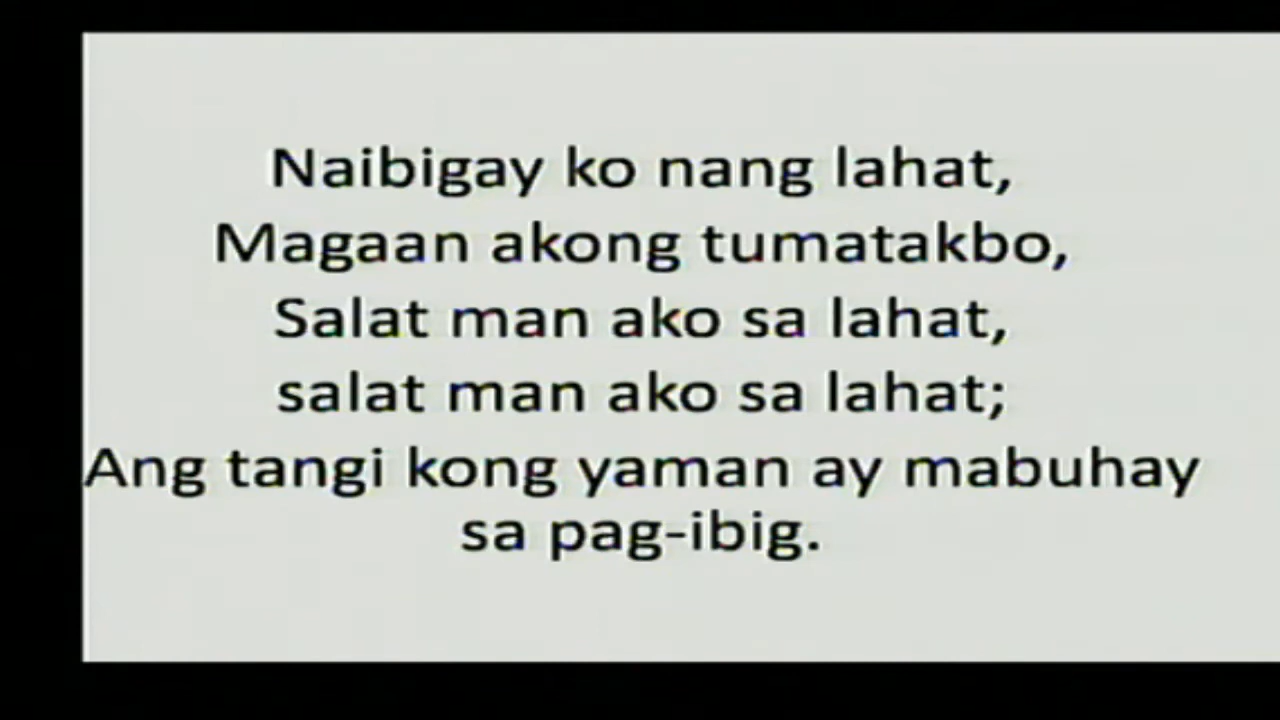 Naibigay ko nang lahat,
Magaan akong tumatakbo,
Salat man ako sa lahat,
salat man ako sa lahat;
Ang tangi kong yaman ay mabuhay
sa pag-ibig.